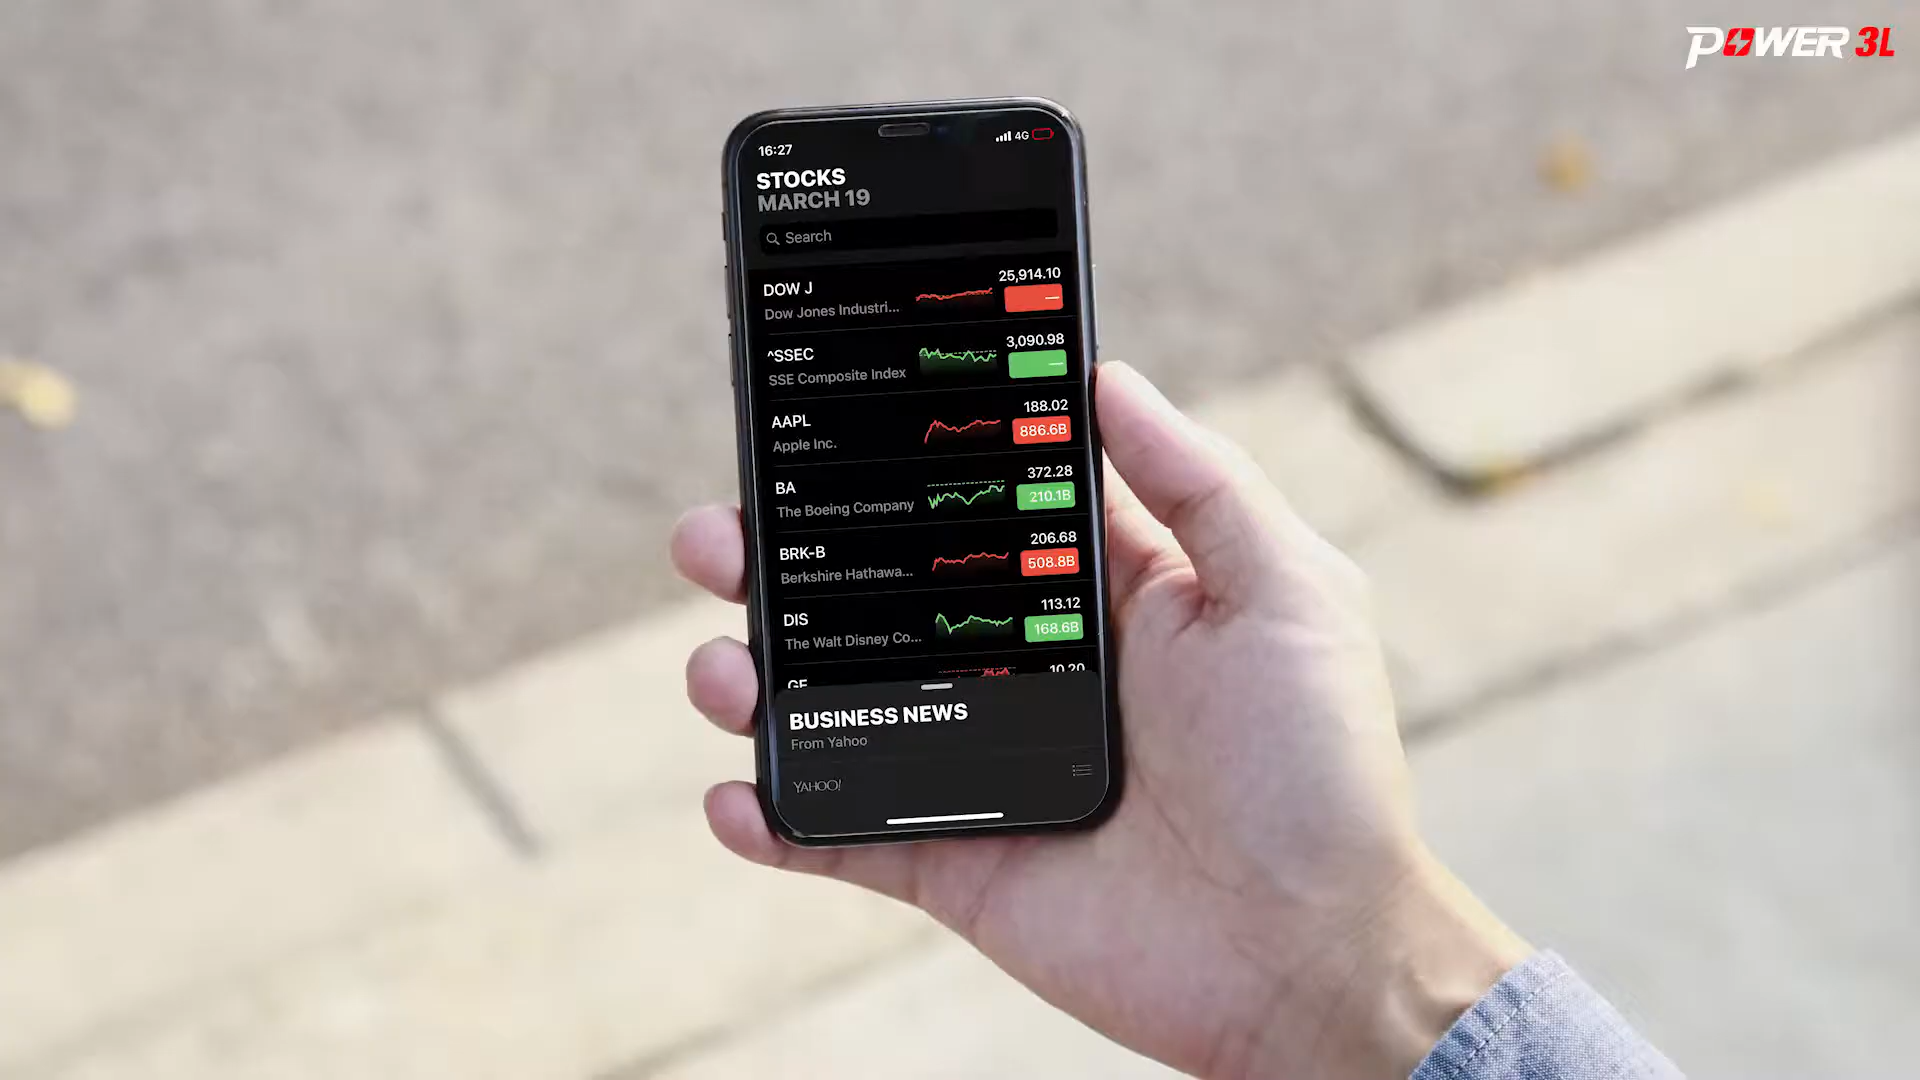 POWER 3L
16:27
4G
STOCKS
MARCH 19
Search
DOW J
25,914.10
Dow Jones Industri...
—
^SSEC
3,090.98
SSE Composite Index
—
AAPL
188.02
Apple Inc.
886.6B
BA
372.28
The Boeing Company
210.1B
BRK-B
206.68
Berkshire Hathawa...
508.8B
DIS
113.12
The Walt Disney Co...
168.6B
GE
10.20
BUSINESS NEWS
From Yahoo
YAHOO!